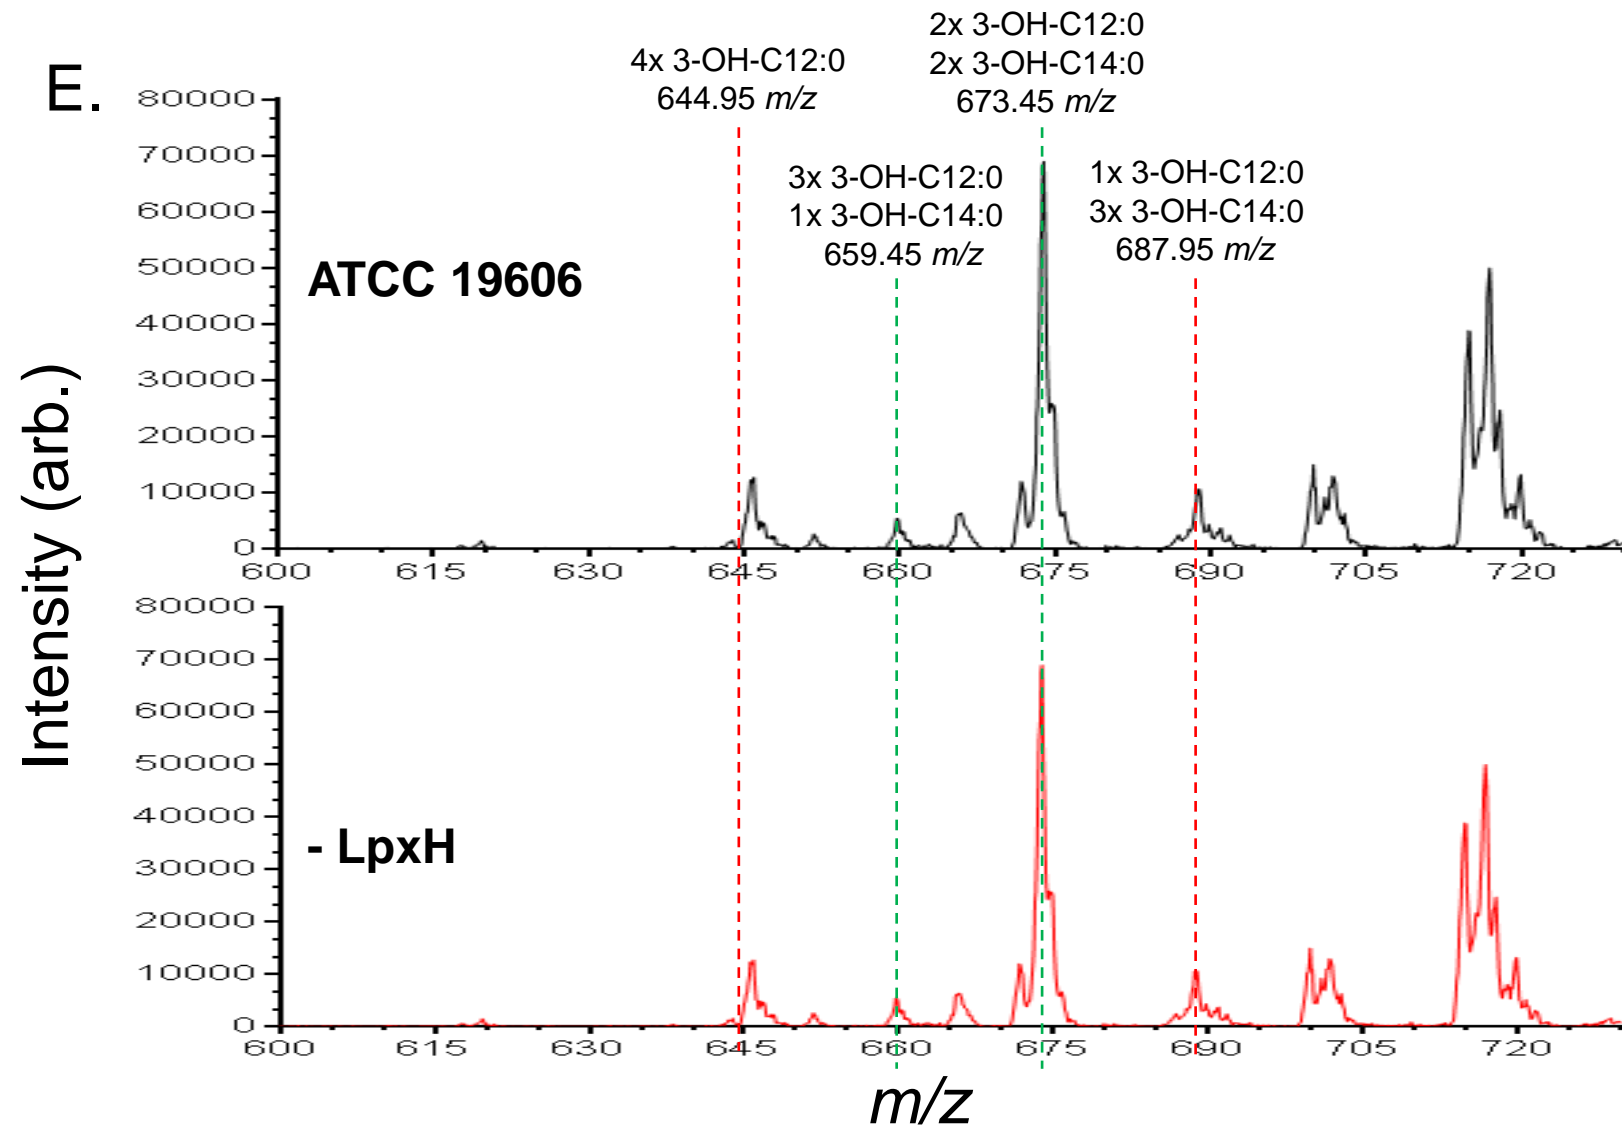 E.
4x 3-OH-C12:0
644.95 m/z
2x 3-OH-C12:0
2x 3-OH-C14:0
673.45 m/z
3x 3-OH-C12:0
1x 3-OH-C14:0
659.45 m/z
1x 3-OH-C12:0
3x 3-OH-C14:0
687.95 m/z
Intensity (arb.)
80000
70000
60000
50000
40000
30000
20000
10000
0
ATCC 19606
600 615 630 645 660 675 690 705 720
80000
70000
60000
50000
40000
30000
20000
10000
0
- LpxH
600 615 630 645 660 675 690 705 720
m/z